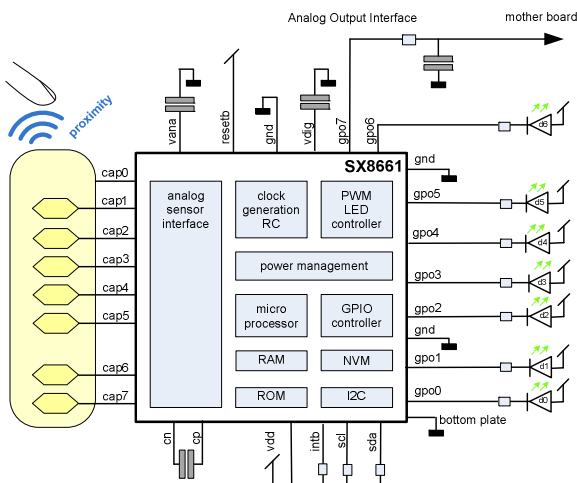 Analog Output Interface
mother board
proximity
vana
resetb
gnd
vdig
gpo7
gpo6
d6
SX8661
gnd
cap0
cap1
cap2
cap3
cap4
cap5
cap6
cap7
analog
sensor
interface
clock
generation
RC
PWM
LED
controller
power management
micro
processor
GPIO
controller
RAM
NVM
ROM
I2C
gpo5
d5
gpo4
d4
gpo3
d3
gpo2
d2
gnd
gpo1
d1
gpo0
d0
bottom plate
cn
cp
vdd
intb
scl
sda